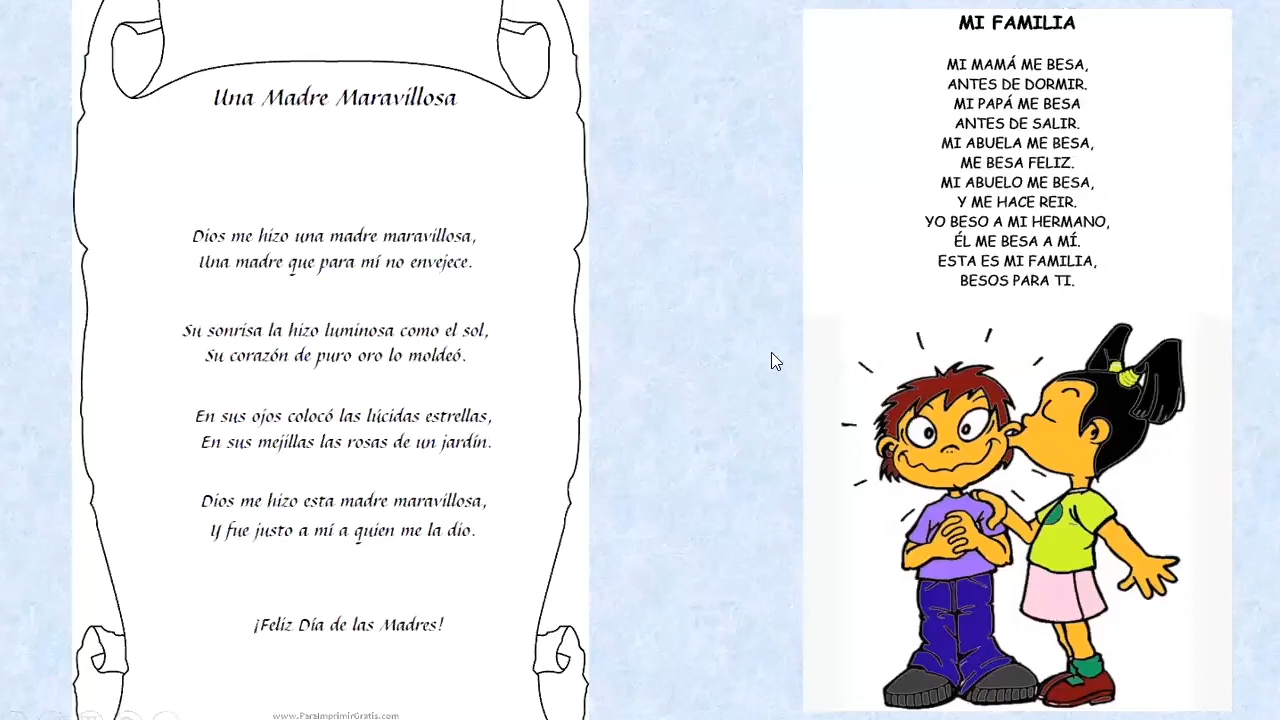 Una Madre Maravillosa
Dios me hizo una madre maravillosa,
Una madre que para mí no envejece.
Su sonrisa la hizo luminosa como el sol,
Su corazón de puro oro lo moldeó.
En sus ojos colocó las lúcidas estrellas,
En sus mejillas las rosas de un jardín.
Dios me hizo esta madre maravillosa,
Y fue justo a mí a quien me la dio.
¡Feliz Día de las Madres!
www.ParaImprimirGratis.com
MI FAMILIA
MI MAMÁ ME BESA,
ANTES DE DORMIR.
MI PAPÁ ME BESA
ANTES DE SALIR.
MI ABUELA ME BESA,
ME BESA FELIZ.
MI ABUELO ME BESA,
Y ME HACE REIR.
YO BESO A MI HERMANO,
ÉL ME BESA A MÍ.
ESTA ES MI FAMILIA,
BESOS PARA TI.